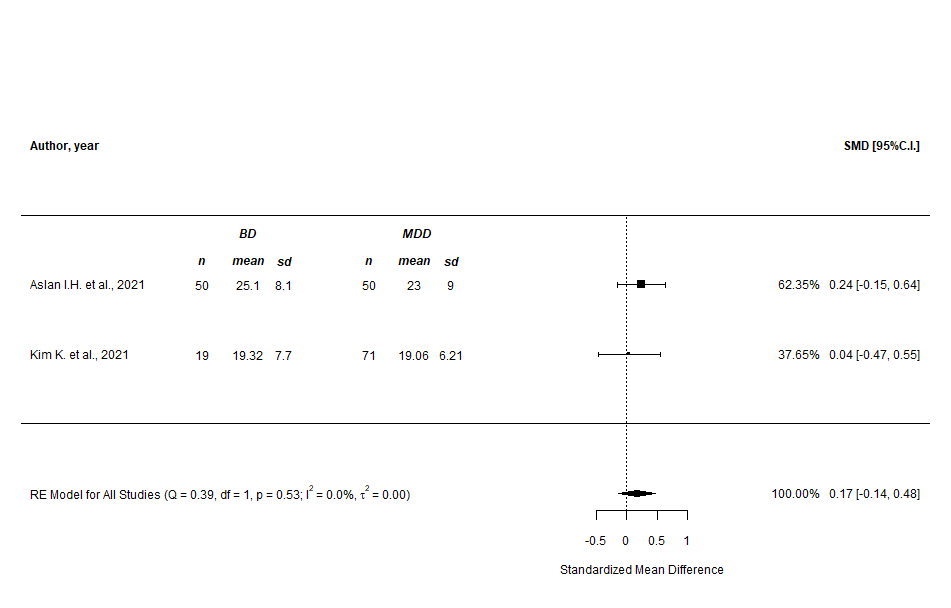 Author, year SMD [95%C.I.]
BD MDD
n mean sd n mean sd
Aslan I.H. et al., 2021 50 25.1 8.1 50 23 9 62.35% 0.24 [-0.15, 0.64]
Kim K. et al., 2021 19 19.32 7.7 71 19.06 6.21 37.65% 0.04 [-0.47, 0.55]
RE Model for All Studies (Q = 0.39, df = 1, p = 0.53; I² = 0.0%, τ² = 0.00) 100.00% 0.17 [-0.14, 0.48]
-0.5 0 0.5 1
Standardized Mean Difference